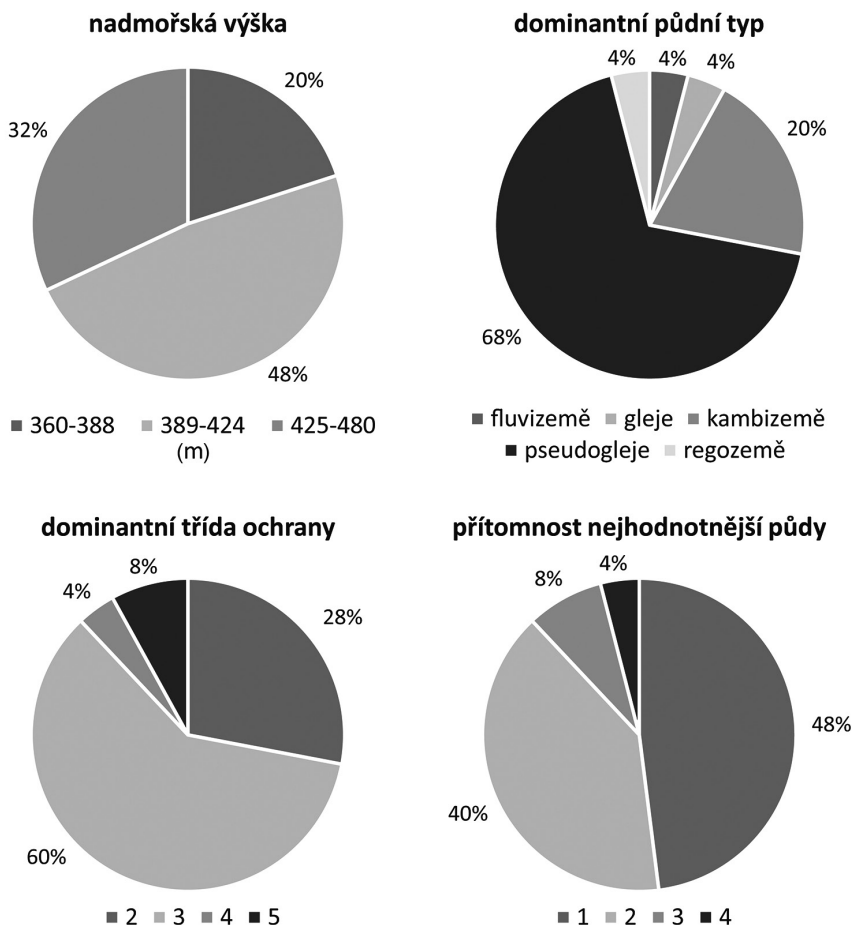 nadmořská výška
20%
32%
48%
360-388 389-424 425-480
(m)
dominantní půdní typ
4% 4% 4%
20%
68%
fluvizemě gleje kambizemě
pseudogleje regozemě
dominantní třída ochrany
8%
4%
28%
60%
2 3 4 5
přítomnost nejhodnotnější půdy
4%
8%
48%
40%
1 2 3 4